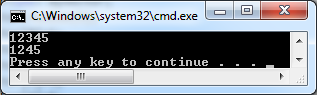 C:\Windows\system32\cmd.exe
12345
1245
Press any key to continue . . .